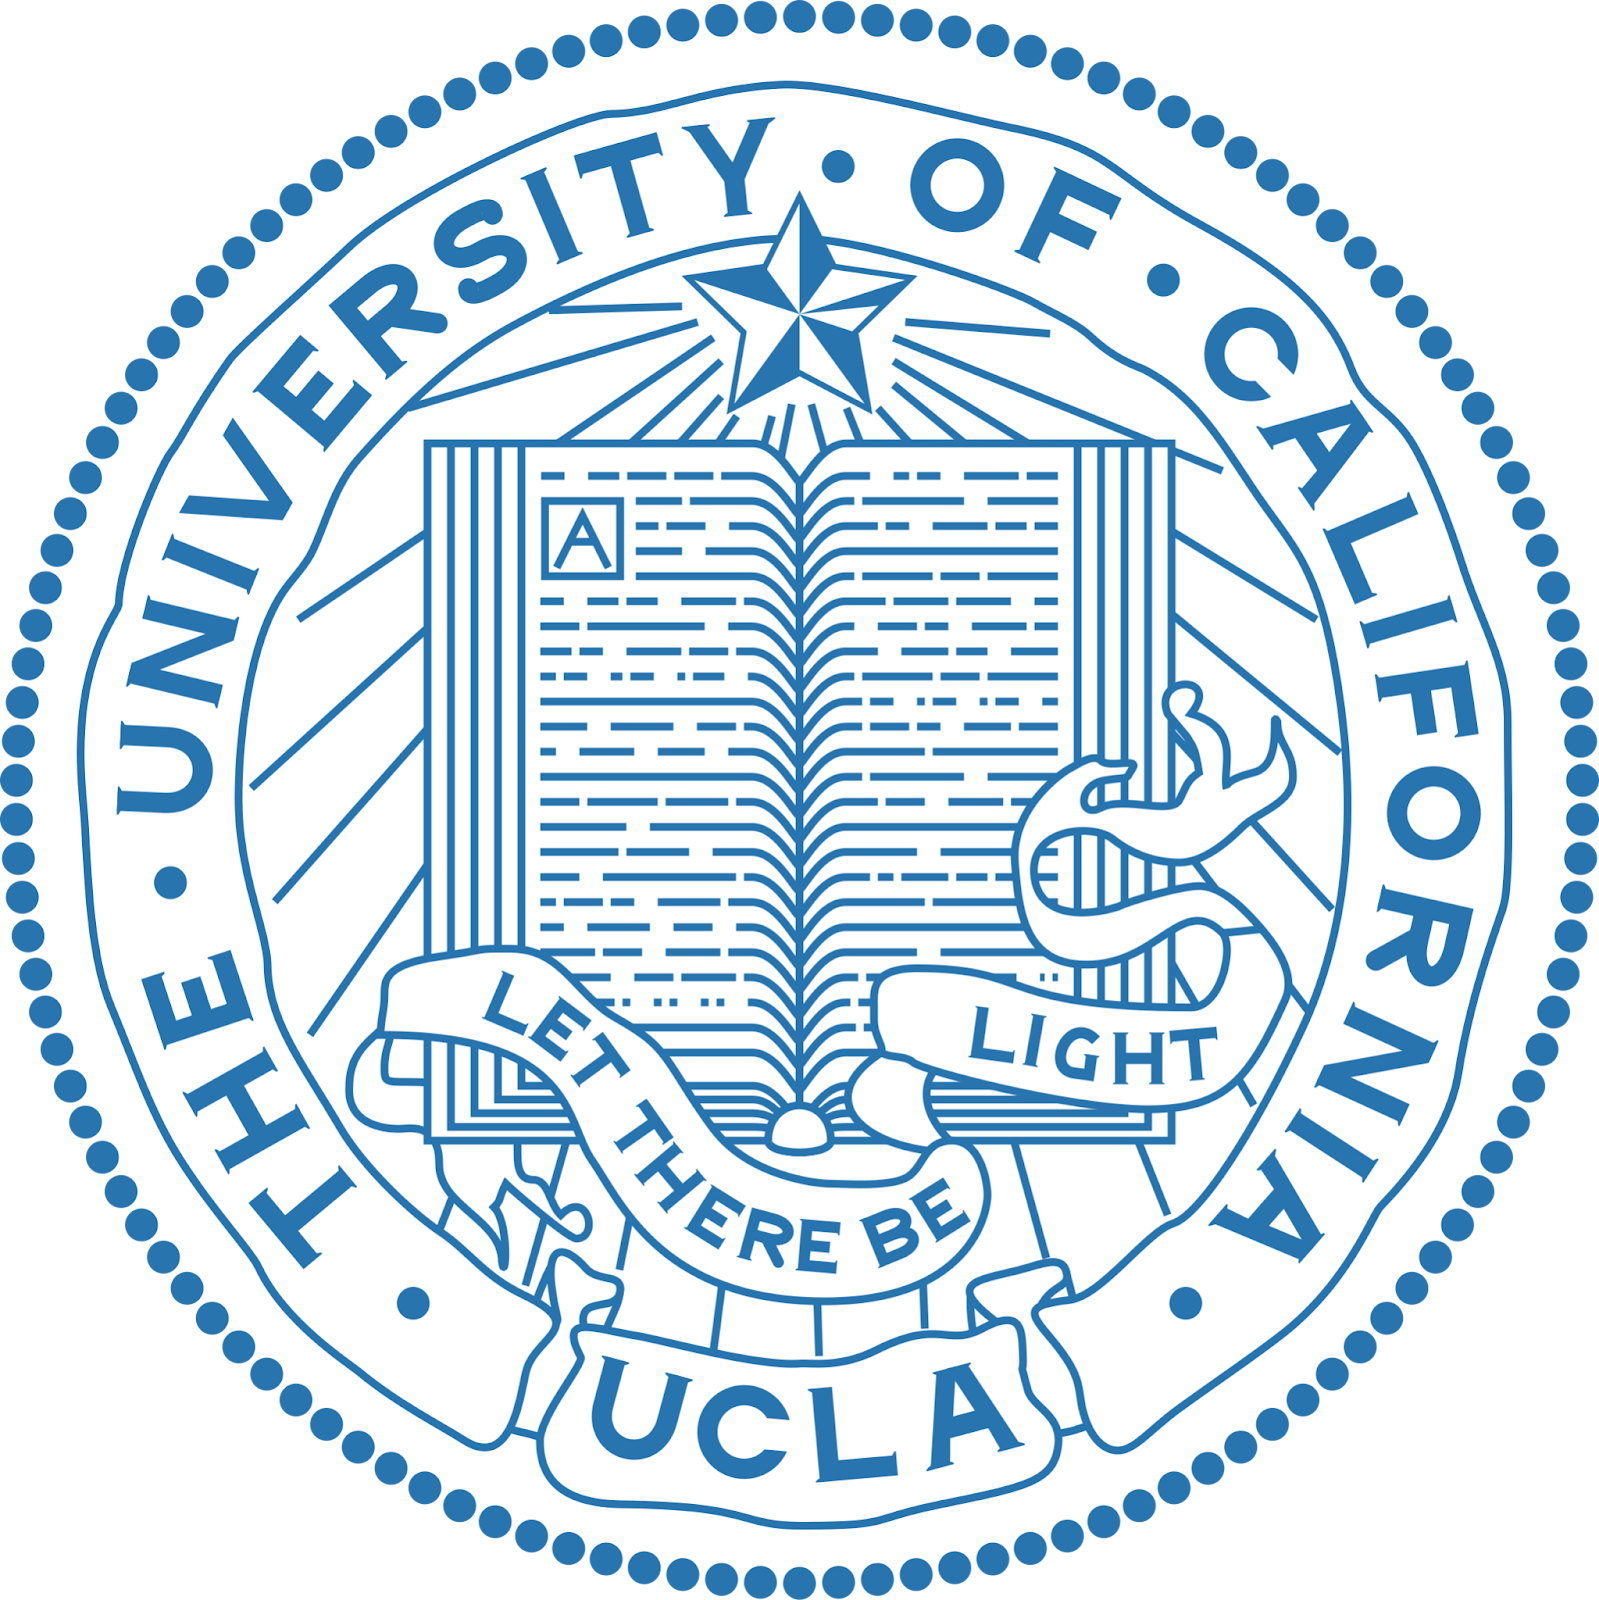 THE · UNIVERSITY · OF · CALIFORNIA
A
LET THERE BE
LIGHT
UCLA